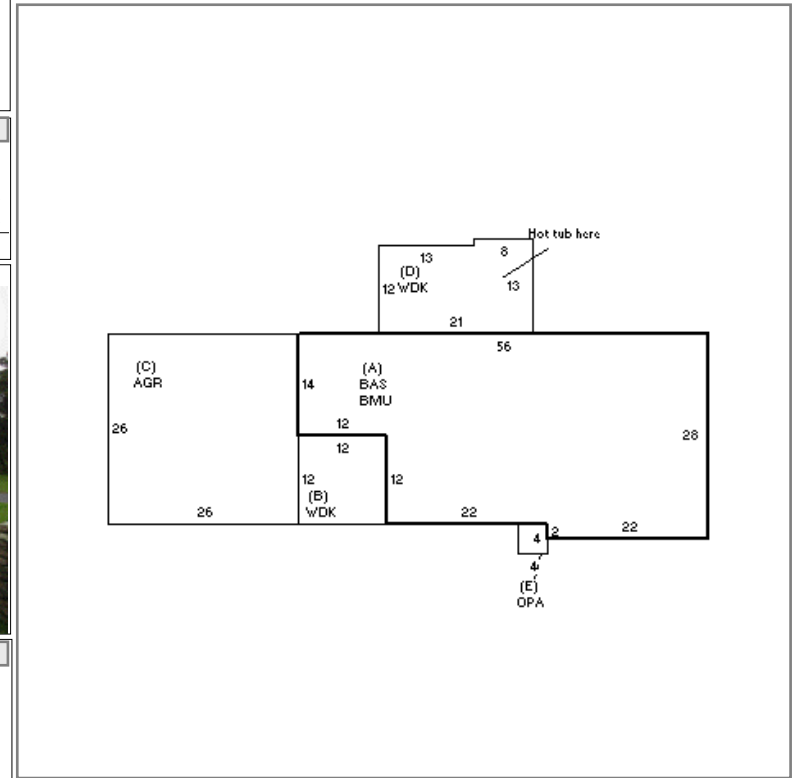 Hot tub here
13
8
(D)
12 WDK
13
21
56
(C)
AGR
(A)
BAS
BMU
14
26
12
12
28
12
12
(B)
WDK
26
22
2
22
4
4
(E)
OPA